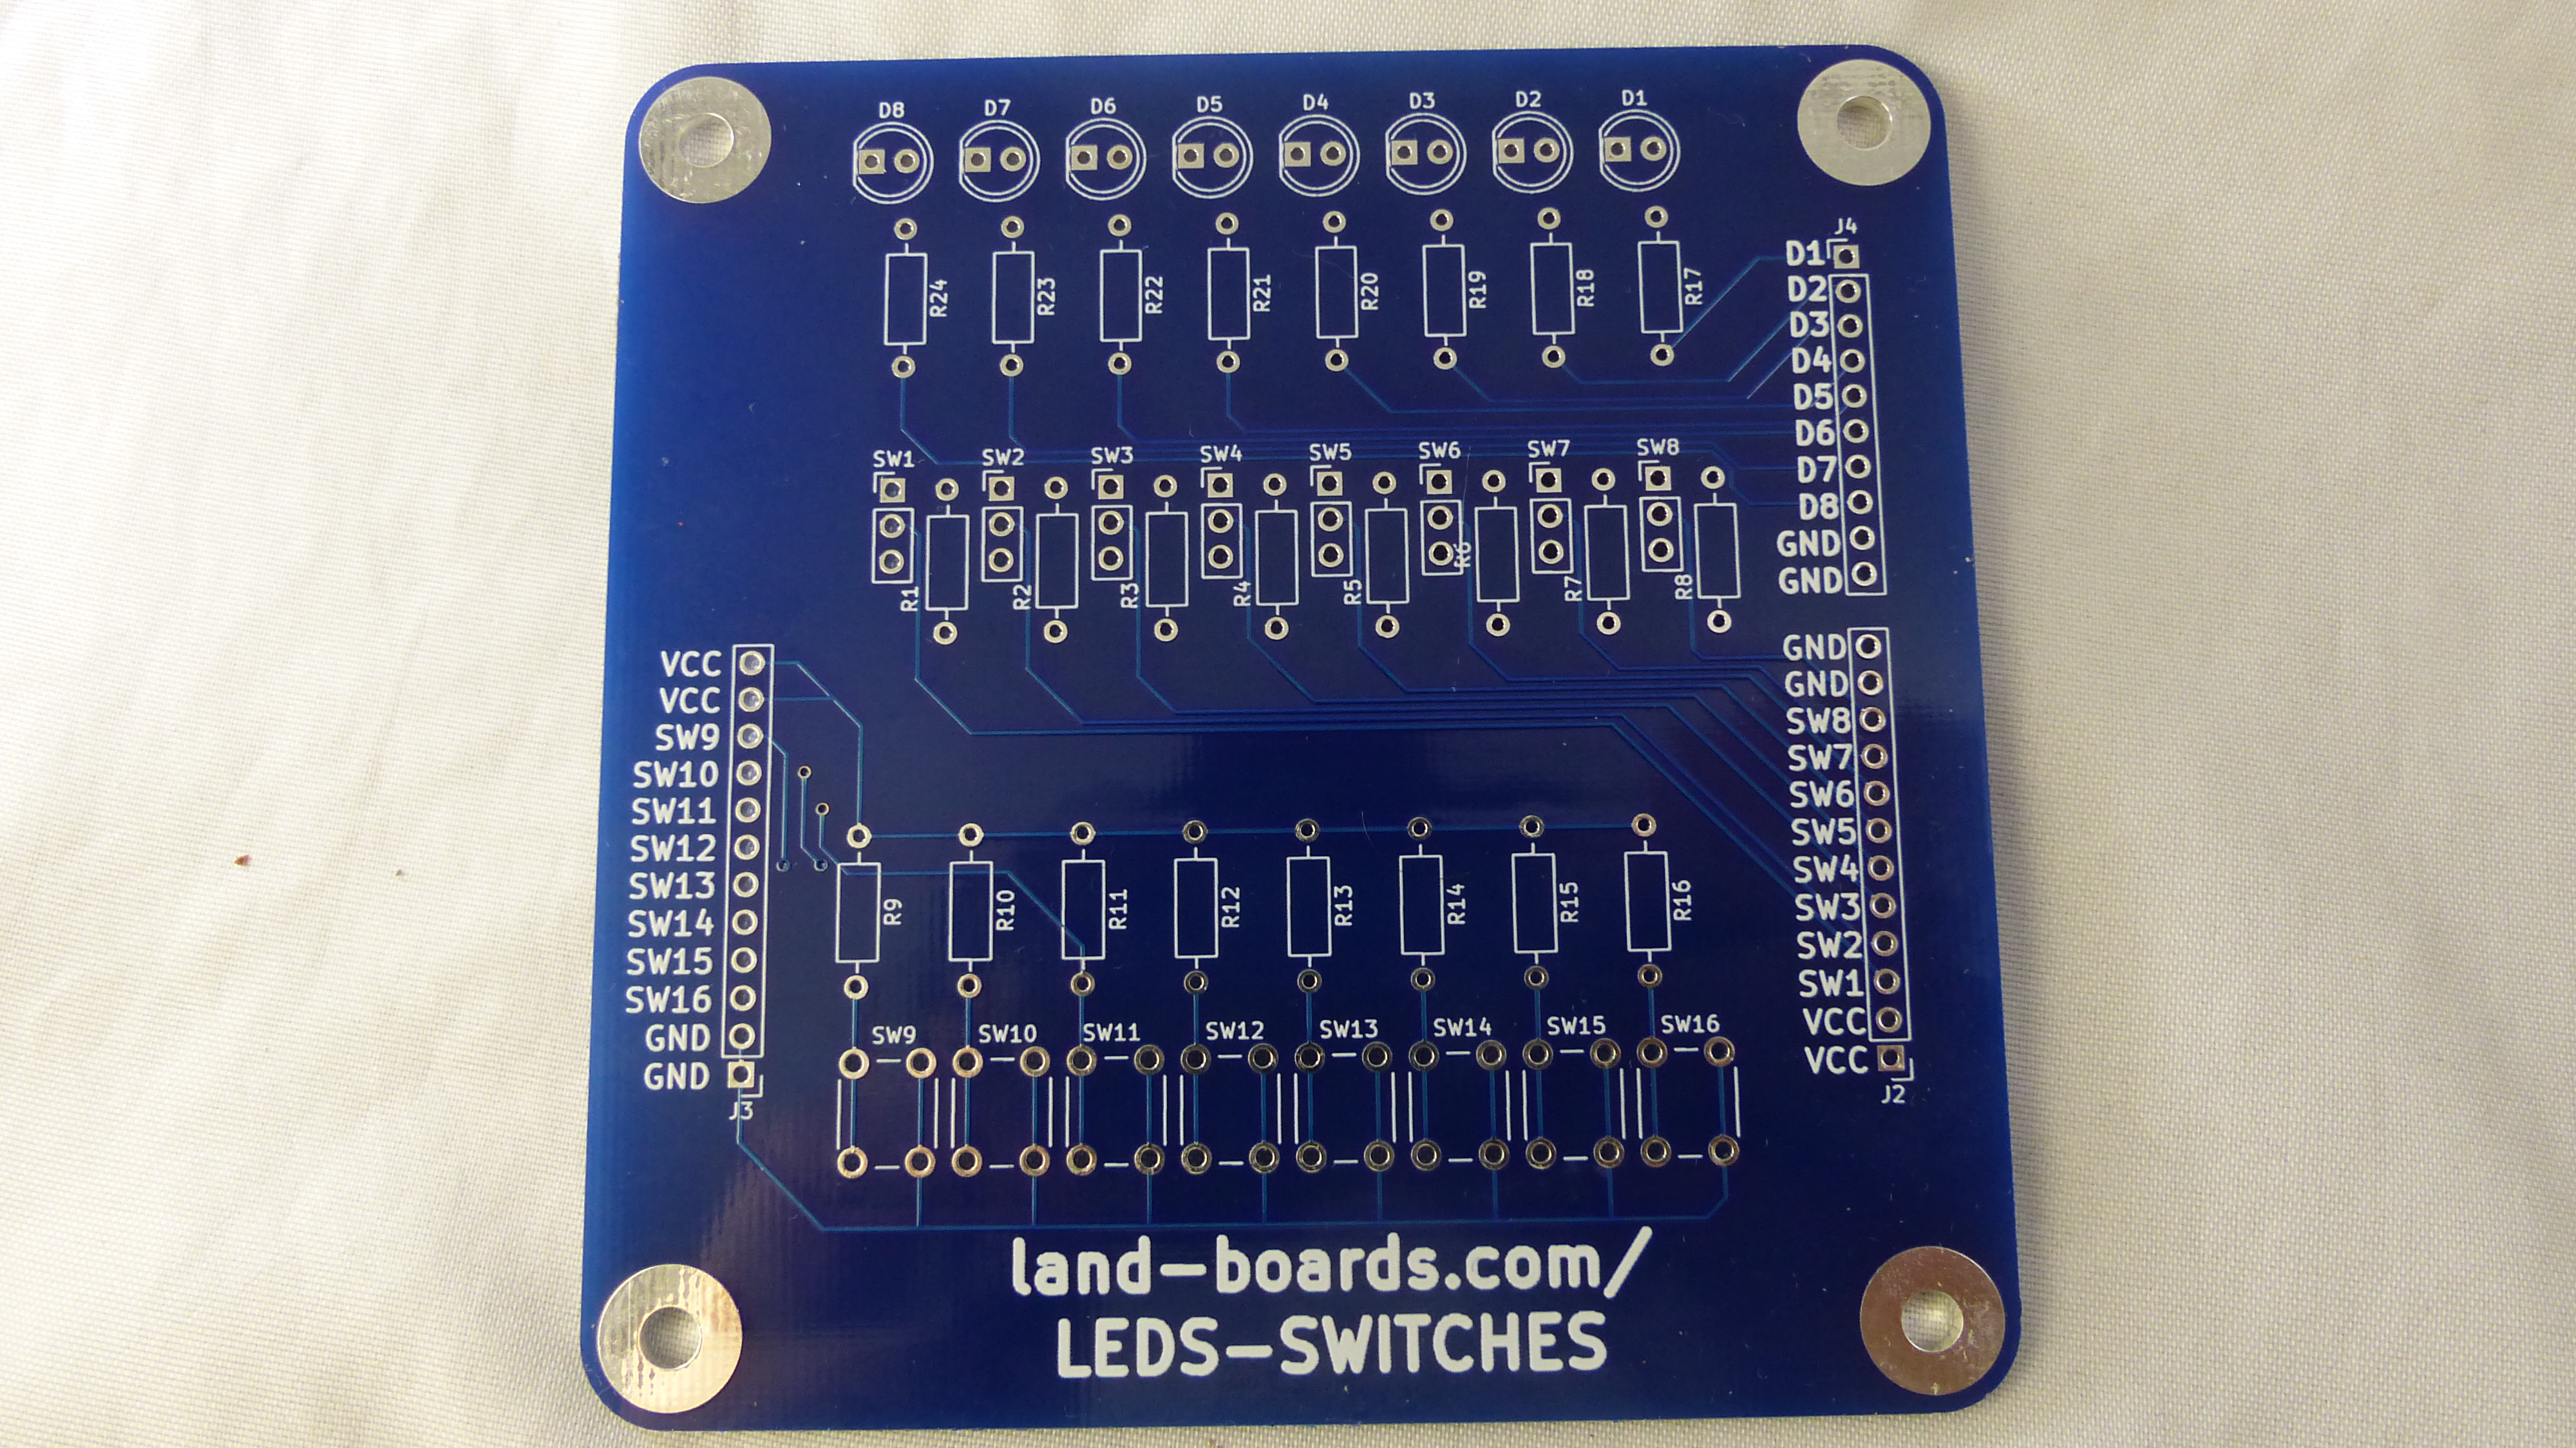 D8 D7 D6 D5 D4 D3 D2 D1
J4
D1
D2
D3
D4
D5
D6
D7
D8
GND
GND
R24 R23 R22 R21 R20 R19 R18 R17
SW1 SW2 SW3 SW4 SW5 SW6 SW7 SW8
R1 R2 R3 R4 R5 R6 R7 R8
VCC
VCC
SW9
SW10
SW11
SW12
SW13
SW14
SW15
SW16
GND
GND
J3
GND
GND
SW8
SW7
SW6
SW5
SW4
SW3
SW2
SW1
VCC
VCC
J2
R9 R10 R11 R12 R13 R14 R15 R16
SW9 SW10 SW11 SW12 SW13 SW14 SW15 SW16
land-boards.com/
LEDS-SWITCHES